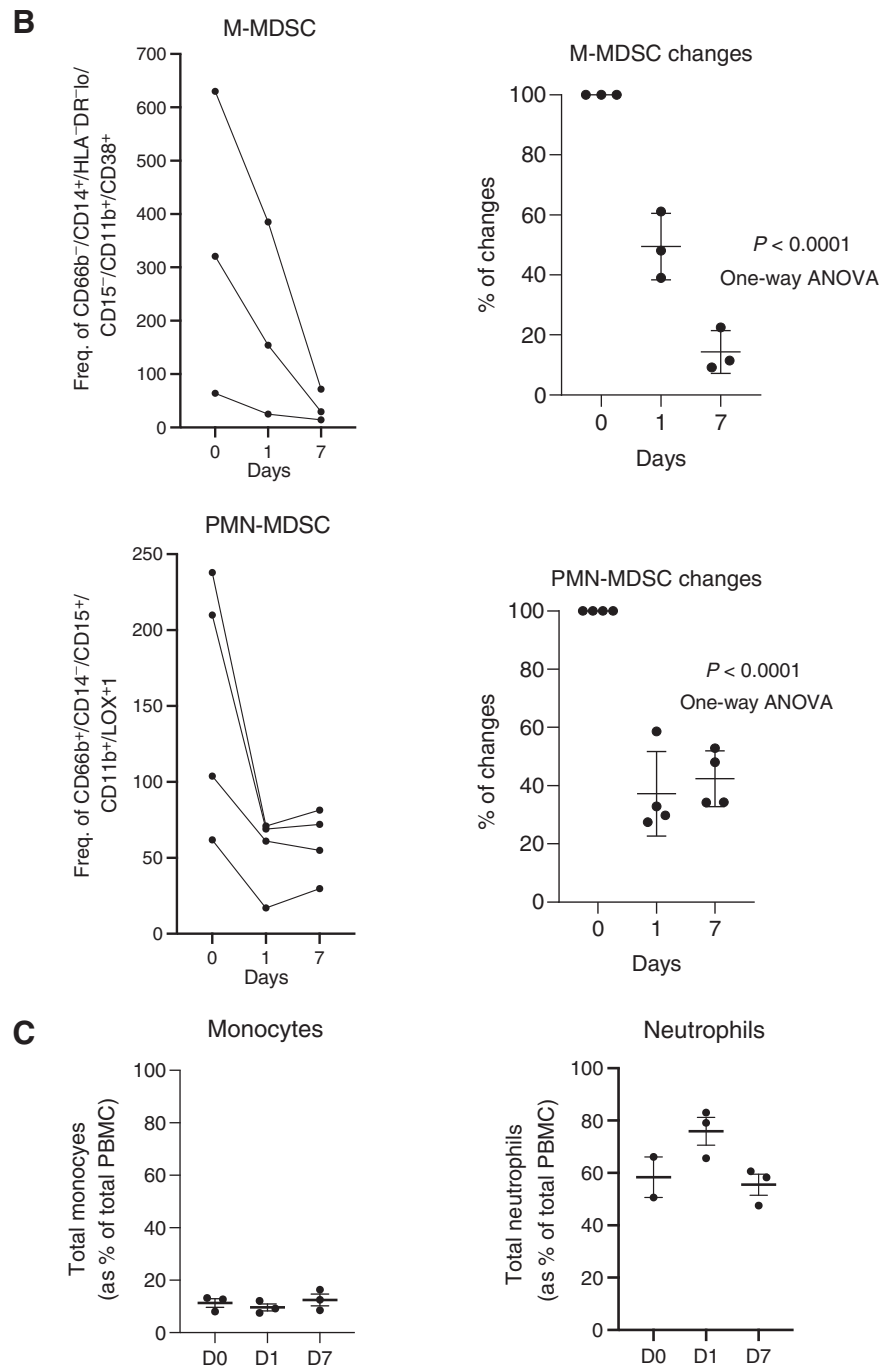 B
M-MDSC
Freq. of CD66b⁻/CD14⁺/HLA⁻DR⁻lo/
CD15⁻/CD11b⁺/CD38⁺
700
600
500
400
300
200
100
0
0 1 7
Days
M-MDSC changes
% of changes
100
80
60
40
20
0
P < 0.0001
One-way ANOVA
0 1 7
Days
PMN-MDSC
Freq. of CD66b⁺/CD14⁻/CD15⁺/
CD11b⁺/LOX⁺1
250
200
150
100
50
0
0 1 7
Days
PMN-MDSC changes
% of changes
100
80
60
40
20
0
P < 0.0001
One-way ANOVA
0 1 7
Days
C
Monocytes
Total monocyes
(as % of total PBMC)
100
80
60
40
20
0
D0 D1 D7
Neutrophils
Total neutrophils
(as % of total PBMC)
100
80
60
40
20
0
D0 D1 D7